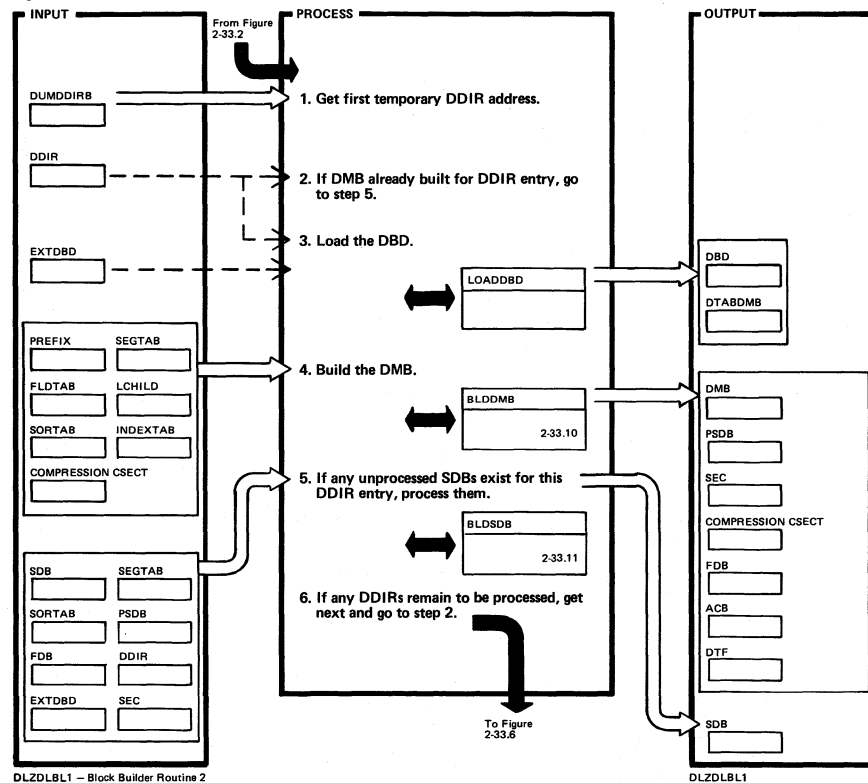 INPUT
From Figure
2-33.2
PROCESS
OUTPUT
DUMDDIRB
1. Get first temporary DDIR address.
DDIR
2. If DMB already built for DDIR entry, go
to step 5.
3. Load the DBD.
EXTDBD
LOADDBD
DBD
DTABDMB
PREFIX
SEGTAB
4. Build the DMB.
FLDTAB
LCHILD
BLDDMB
2-33.10
DMB
SORTAB
INDEXTAB
PSDB
COMPRESSION CSECT
5. If any unprocessed SDBs exist for this
DDIR entry, process them.
SEC
BLDSDB
2-33.11
COMPRESSION CSECT
SDB
SEGTAB
FDB
6. If any DDIRs remain to be processed, get
next and go to step 2.
SORTAB
PSDB
ACB
FDB
DDIR
DTF
EXTDBD
SEC
To Figure
2-33.6
SDB
DLZDLBL1 — Block Builder Routine 2
DLZDLBL1